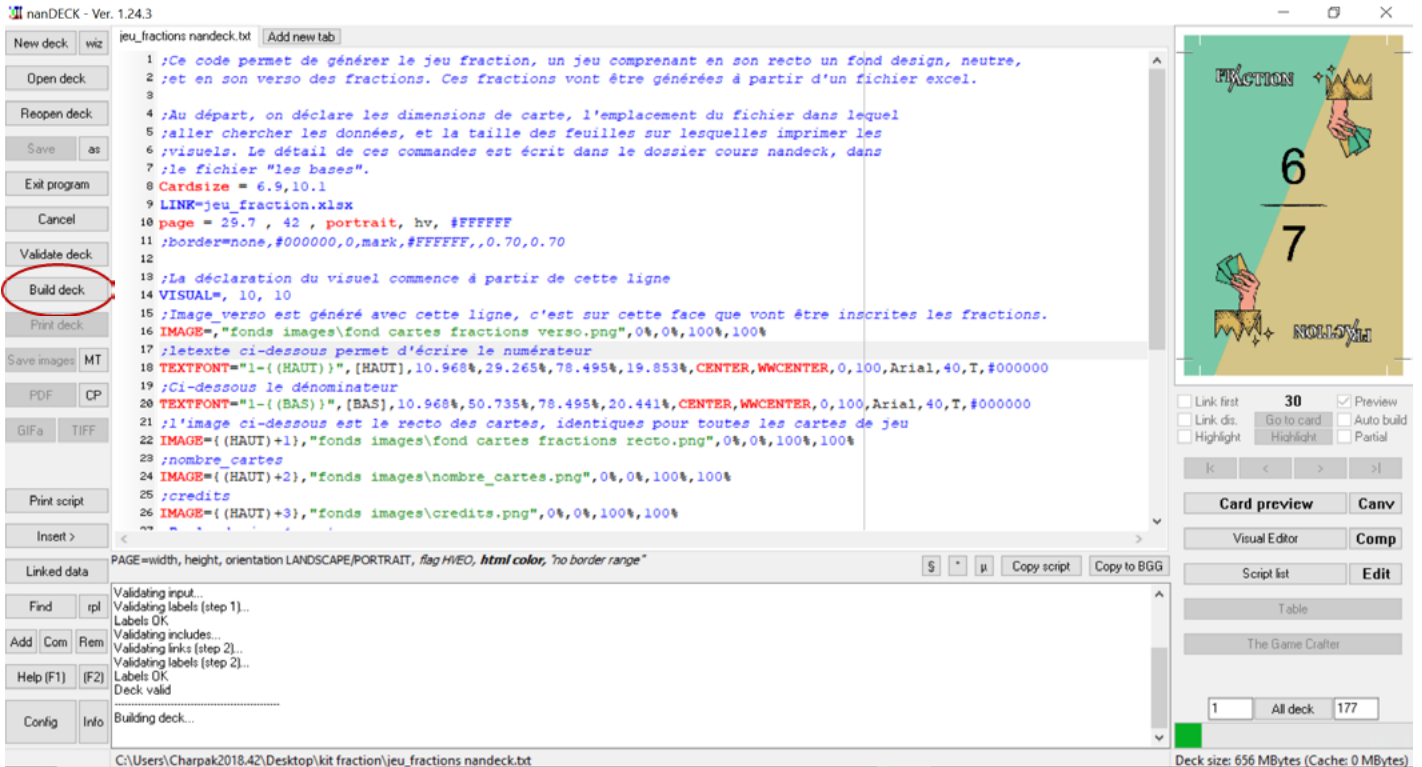 nanDECK - Ver. 1.24.3
New deck wiz
Open deck
Reopen deck
Save as
Exit program
Cancel
Validate deck
Build deck
Print deck
Save images MT
PDF CP
GIFa TIFF
Print script
Insert >
Linked data
Find rpl
Add Com Rem
Help (F1) (F2)
Config Info
jeu_fractions nandeck.txt Add new tab
1 ;Ce code permet de générer le jeu fraction, un jeu comprenant en son recto un fond design, neutre,
2 ;et en son verso des fractions. Ces fractions vont être générées à partir d'un fichier excel.
3
4 ;Au départ, on déclare les dimensions de carte, l'emplacement du fichier dans lequel
5 ;aller chercher les données, et la taille des feuilles sur lesquelles imprimer les
6 ;visuels. Le détail de ces commandes est écrit dans le dossier cours nandeck, dans
7 ;le fichier "les bases".
8 Cardsize = 6.9,10.1
9 LINK=jeu_fraction.xlsx
10 page = 29.7 , 42 , portrait, hv, #FFFFFF
11 ;border=none,#000000,0,mark,#FFFFFF,,0.70,0.70
12
13 ;La déclaration du visuel commence à partir de cette ligne
14 VISUAL=, 10, 10
15 ;Image_verso est généré avec cette ligne, c'est sur cette face que vont être inscrites les fractions.
16 IMAGE=,"fonds images\fond cartes fractions verso.png",0%,0%,100%,100%
17 ;letexte ci-dessous permet d'écrire le numérateur
18 TEXTFONT="1-{(HAUT)}",[HAUT],10.968%,29.265%,78.495%,19.853%,CENTER,WWCENTER,0,100,Arial,40,T,#000000
19 ;Ci-dessous le dénominateur
20 TEXTFONT="1-{(BAS)}",[BAS],10.968%,50.735%,78.495%,20.441%,CENTER,WWCENTER,0,100,Arial,40,T,#000000
21 ;l'image ci-dessous est le recto des cartes, identiques pour toutes les cartes de jeu
22 IMAGE={(HAUT)+1},"fonds images\fond cartes fractions recto.png",0%,0%,100%,100%
23 ;nombre_cartes
24 IMAGE={(HAUT)+2},"fonds images\nombre_cartes.png",0%,0%,100%,100%
25 ;credits
26 IMAGE={(HAUT)+3},"fonds images\credits.png",0%,0%,100%,100%
PAGE=width, height, orientation LANDSCAPE/PORTRAIT, flag HVEO, html color, "no border range"
§ " µ Copy script Copy to BGG
Validating input...
Validating labels (step 1)...
Labels OK
Validating includes...
Validating links (step 2)...
Validating labels (step 2)...
Labels OK
Deck valid
Building deck...
C:\Users\Charpak2018.42\Desktop\kit fraction\jeu_fractions nandeck.txt
FRACTION
6
7
FRACTION
Link first 30 Preview
Link dis. Go to card Auto build
Highlight Highlight Partial
|< < > >|
Card preview Canv
Visual Editor Comp
Script list Edit
Table
The Game Crafter
1 All deck 177
Deck size: 656 MBytes (Cache: 0 MBytes)